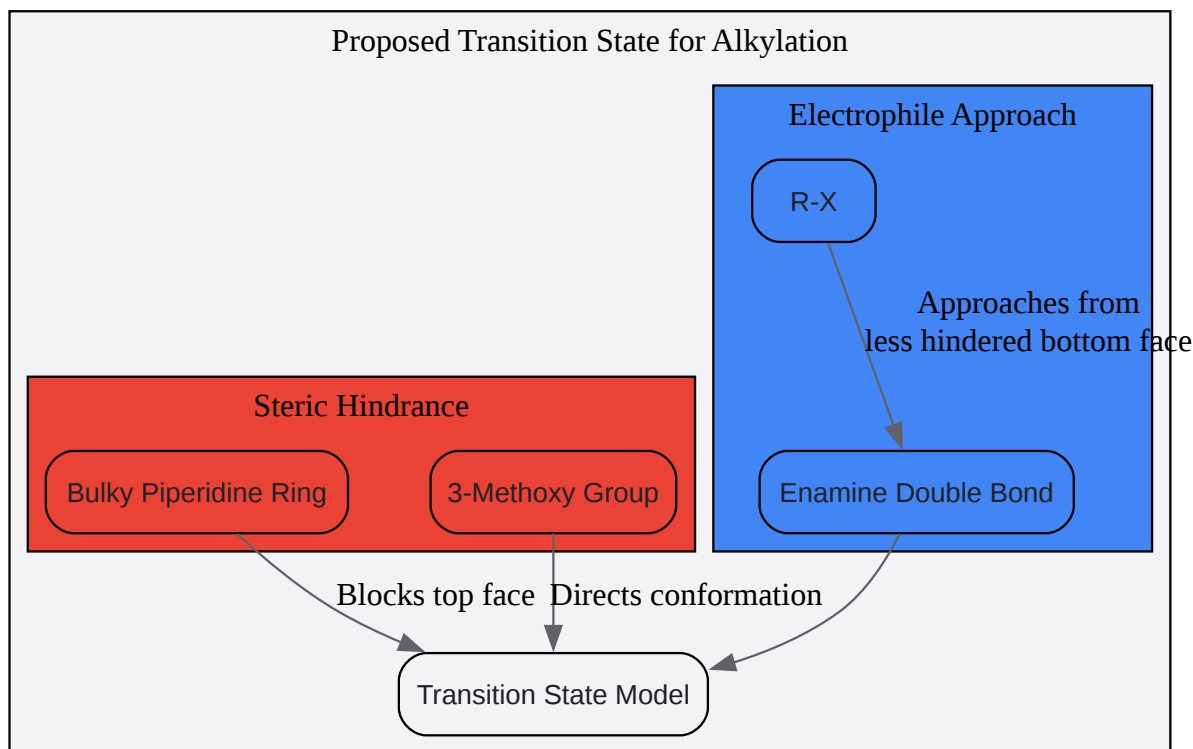 Proposed Transition State for Alkylation
Electrophile Approach
R-X
Approaches from
less hindered bottom face
Steric Hindrance
Bulky Piperidine Ring
3-Methoxy Group
Enamine Double Bond
Blocks top face
Directs conformation
Transition State Model